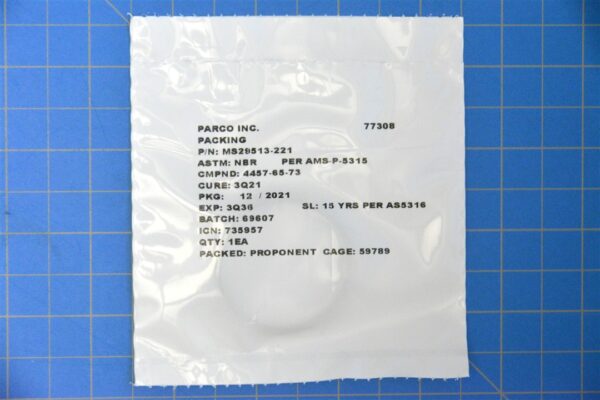 PARCO INC. 77308
PACKING
P/N: MS29513-221
ASTM: NBR PER AMS-P-5315
CMPND: 4457-65-73
CURE: 3Q21
PKG: 12 / 2021
EXP: 3Q36 SL: 15 YRS PER AS5316
BATCH: 69607
ICN: 735957
QTY: 1EA
PACKED: PROPONENT CAGE: 59789